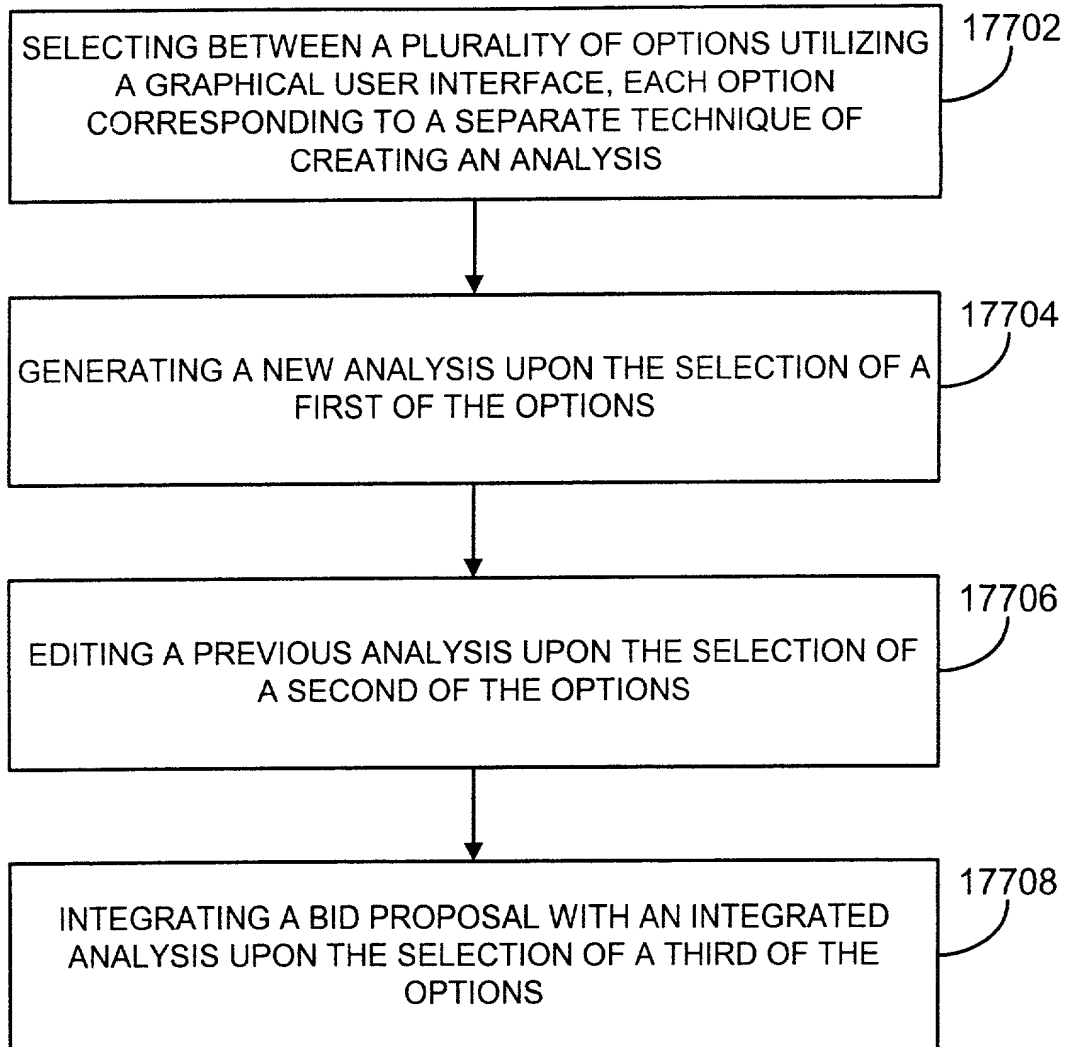 SELECTING BETWEEN A PLURALITY OF OPTIONS UTILIZING
A GRAPHICAL USER INTERFACE, EACH OPTION
CORRESPONDING TO A SEPARATE TECHNIQUE OF
CREATING AN ANALYSIS
17702
GENERATING A NEW ANALYSIS UPON THE SELECTION OF A
FIRST OF THE OPTIONS
17704
EDITING A PREVIOUS ANALYSIS UPON THE SELECTION OF
A SECOND OF THE OPTIONS
17706
INTEGRATING A BID PROPOSAL WITH AN INTEGRATED
ANALYSIS UPON THE SELECTION OF A THIRD OF THE
OPTIONS
17708